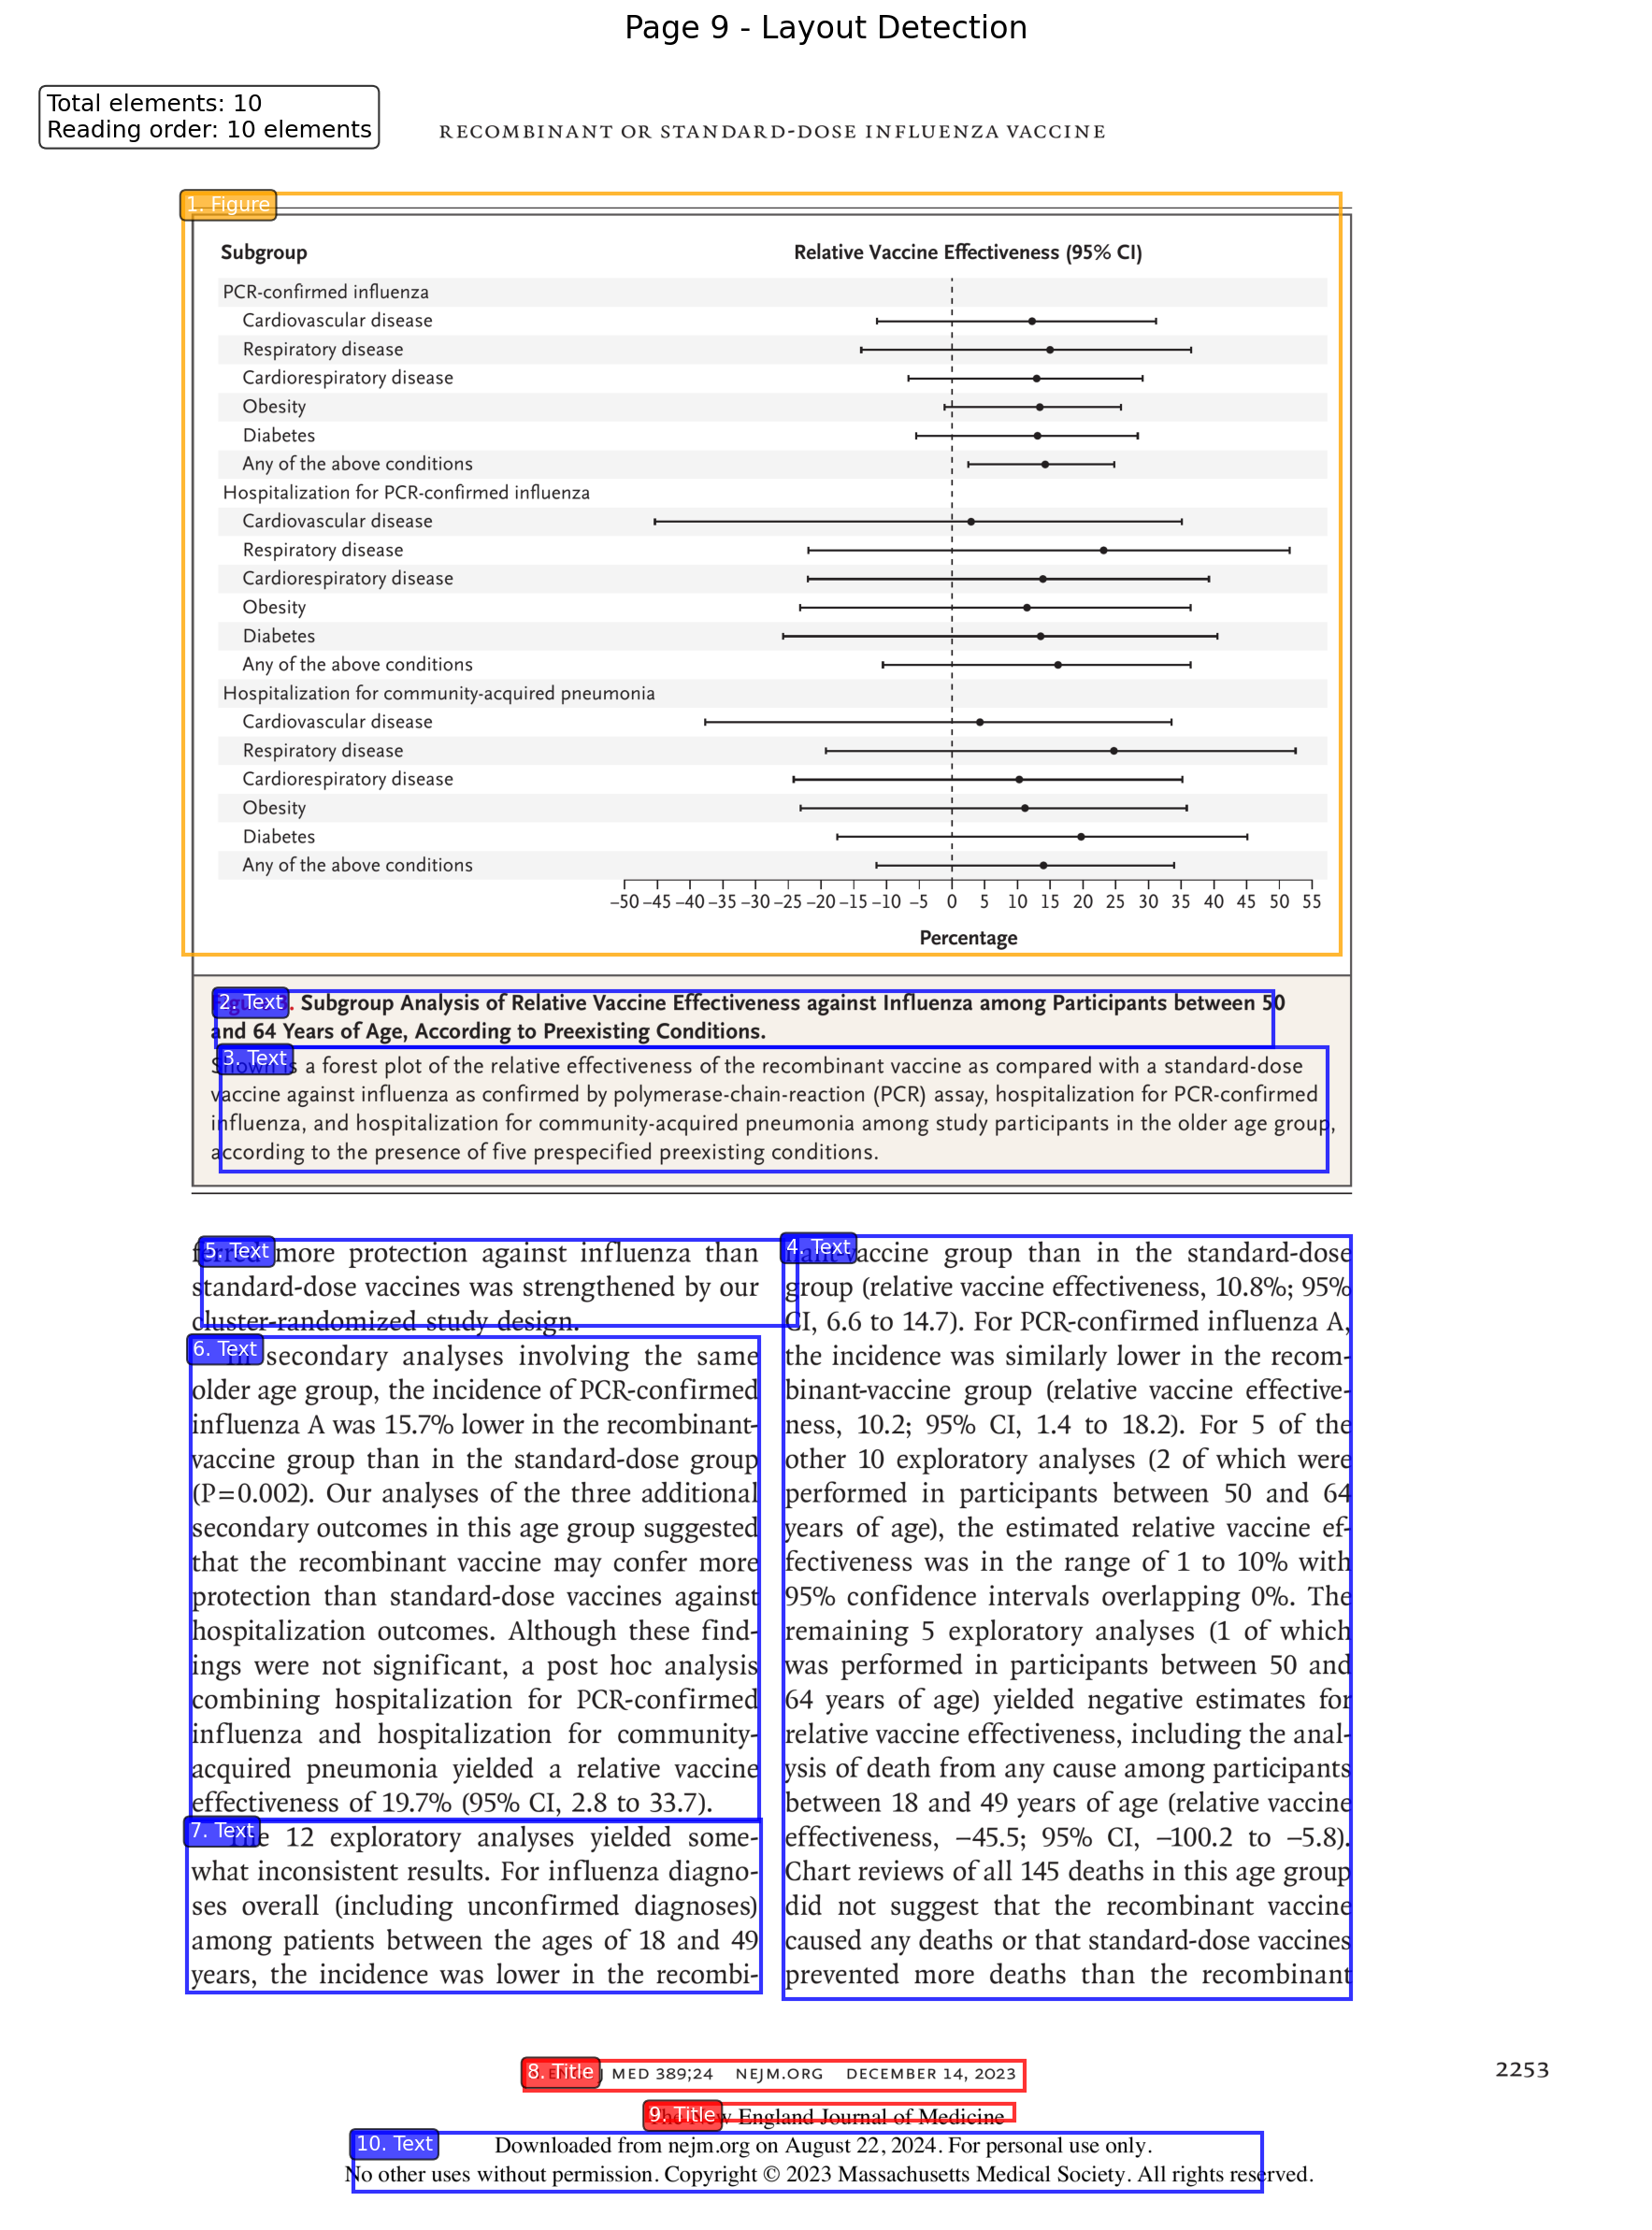 Page 9 - Layout Detection
Total elements: 10
Reading order: 10 elements
RECOMBINANT OR STANDARD-DOSE INFLUENZA VACCINE
1. Figure
Subgroup Relative Vaccine Effectiveness (95% CI)
PCR-confirmed influenza
Cardiovascular disease
Respiratory disease
Cardiorespiratory disease
Obesity
Diabetes
Any of the above conditions
Hospitalization for PCR-confirmed influenza
Cardiovascular disease
Respiratory disease
Cardiorespiratory disease
Obesity
Diabetes
Any of the above conditions
Hospitalization for community-acquired pneumonia
Cardiovascular disease
Respiratory disease
Cardiorespiratory disease
Obesity
Diabetes
Any of the above conditions
–50 –45 –40 –35 –30 –25 –20 –15 –10 –5 0 5 10 15 20 25 30 35 40 45 50 55
Percentage
2. Text
. Subgroup Analysis of Relative Vaccine Effectiveness against Influenza among Participants between 50
and 64 Years of Age, According to Preexisting Conditions.
3. Text
Shown is a forest plot of the relative effectiveness of the recombinant vaccine as compared with a standard-dose
vaccine against influenza as confirmed by polymerase-chain-reaction (PCR) assay, hospitalization for PCR-confirmed
influenza, and hospitalization for community-acquired pneumonia among study participants in the older age group,
according to the presence of five prespecified preexisting conditions.
5. Text
ferred more protection against influenza than
standard-dose vaccines was strengthened by our
cluster-randomized study design.
6. Text
In secondary analyses involving the same
older age group, the incidence of PCR-confirmed
influenza A was 15.7% lower in the recombinant-
vaccine group than in the standard-dose group
(P=0.002). Our analyses of the three additional
secondary outcomes in this age group suggested
that the recombinant vaccine may confer more
protection than standard-dose vaccines against
hospitalization outcomes. Although these find-
ings were not significant, a post hoc analysis
combining hospitalization for PCR-confirmed
influenza and hospitalization for community-
acquired pneumonia yielded a relative vaccine
effectiveness of 19.7% (95% CI, 2.8 to 33.7).
7. Text
The 12 exploratory analyses yielded some-
what inconsistent results. For influenza diagno-
ses overall (including unconfirmed diagnoses)
among patients between the ages of 18 and 49
years, the incidence was lower in the recombi-
4. Text
nant-vaccine group than in the standard-dose
group (relative vaccine effectiveness, 10.8%; 95%
CI, 6.6 to 14.7). For PCR-confirmed influenza A,
the incidence was similarly lower in the recom-
binant-vaccine group (relative vaccine effective-
ness, 10.2; 95% CI, 1.4 to 18.2). For 5 of the
other 10 exploratory analyses (2 of which were
performed in participants between 50 and 64
years of age), the estimated relative vaccine ef-
fectiveness was in the range of 1 to 10% with
95% confidence intervals overlapping 0%. The
remaining 5 exploratory analyses (1 of which
was performed in participants between 50 and
64 years of age) yielded negative estimates for
relative vaccine effectiveness, including the anal-
ysis of death from any cause among participants
between 18 and 49 years of age (relative vaccine
effectiveness, –45.5; 95% CI, –100.2 to –5.8).
Chart reviews of all 145 deaths in this age group
did not suggest that the recombinant vaccine
caused any deaths or that standard-dose vaccines
prevented more deaths than the recombinant
8. Title
N ENGL J MED 389;24 NEJM.ORG DECEMBER 14, 2023
2253
9. Title
The New England Journal of Medicine
10. Text
Downloaded from nejm.org on August 22, 2024. For personal use only.
No other uses without permission. Copyright © 2023 Massachusetts Medical Society. All rights reserved.